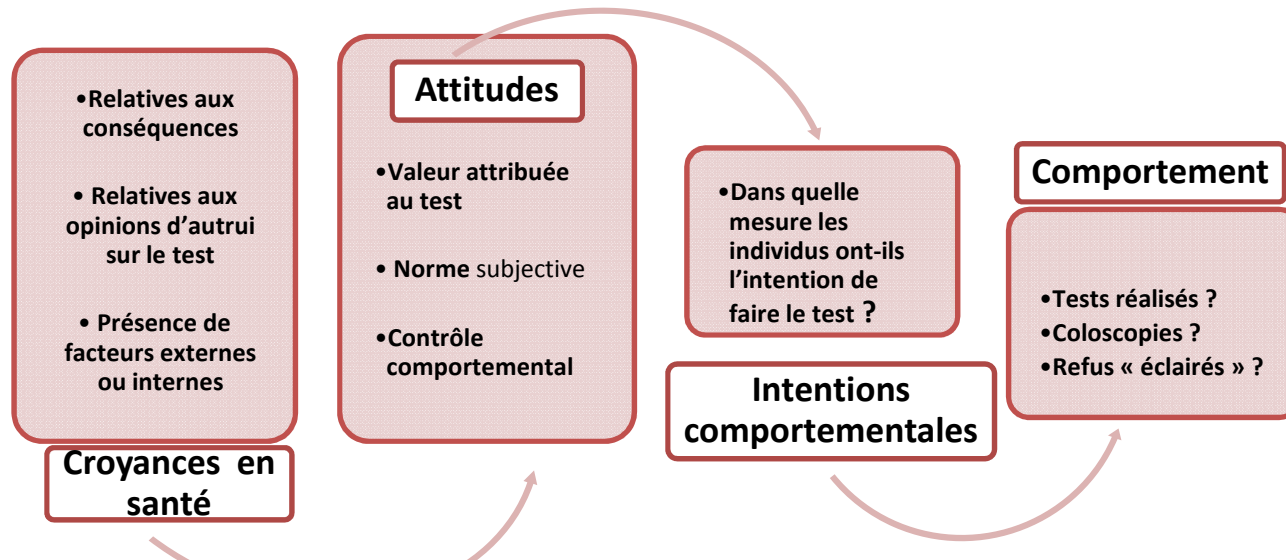 •Relatives aux
conséquences
• Relatives aux
opinions d’autrui
sur le test
• Présence de
facteurs externes
ou internes
Croyances en
santé
Attitudes
•Valeur attribuée
au test
• Norme subjective
•Contrôle
comportemental
•Dans quelle
mesure les
individus ont-ils
l’intention de
faire le test ?
Intentions
comportementales
Comportement
•Tests réalisés ?
•Coloscopies ?
•Refus « éclairés » ?